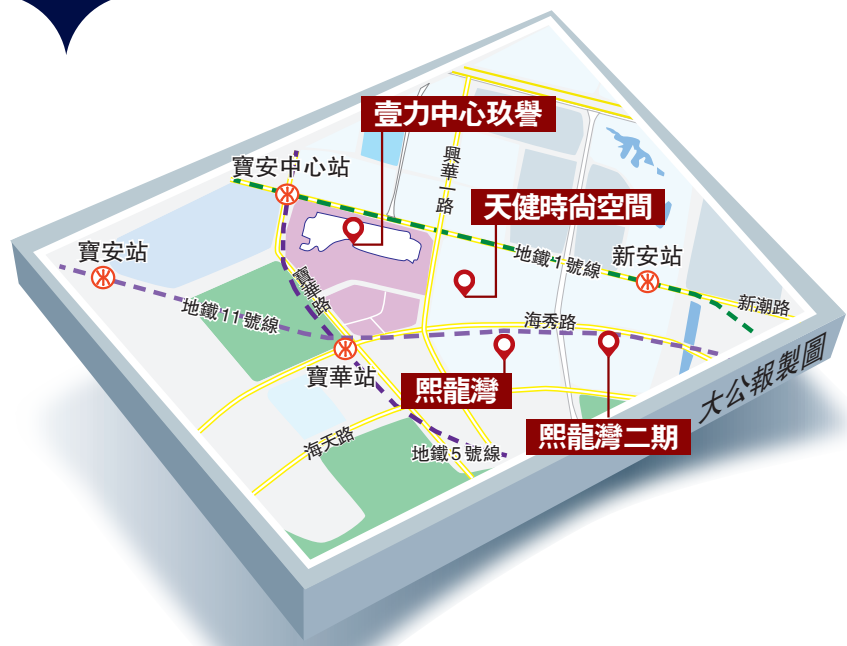 壹力中心玖譽
興華一路
寶安中心站
天健時尚空間
寶安站
地鐵1號線
新安站
寶華路
地鐵11號線
新潮路
海秀路
寶華站
熙龍灣
大公報製圖
熙龍灣二期
海天路
地鐵5號線